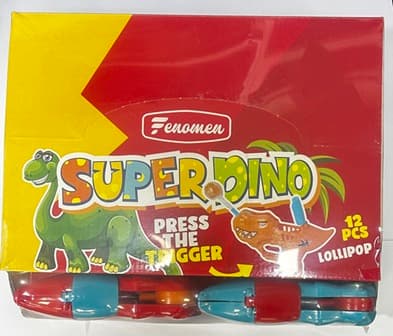 Fenomen
SUPER DINO
PRESS
THE
TRIGGER
12
PCS
LOLLIPOP